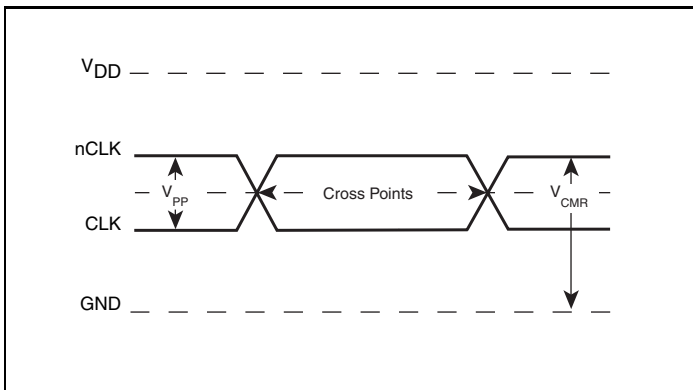 VDD
nCLK
VPP
Cross Points
VCMR
CLK
GND